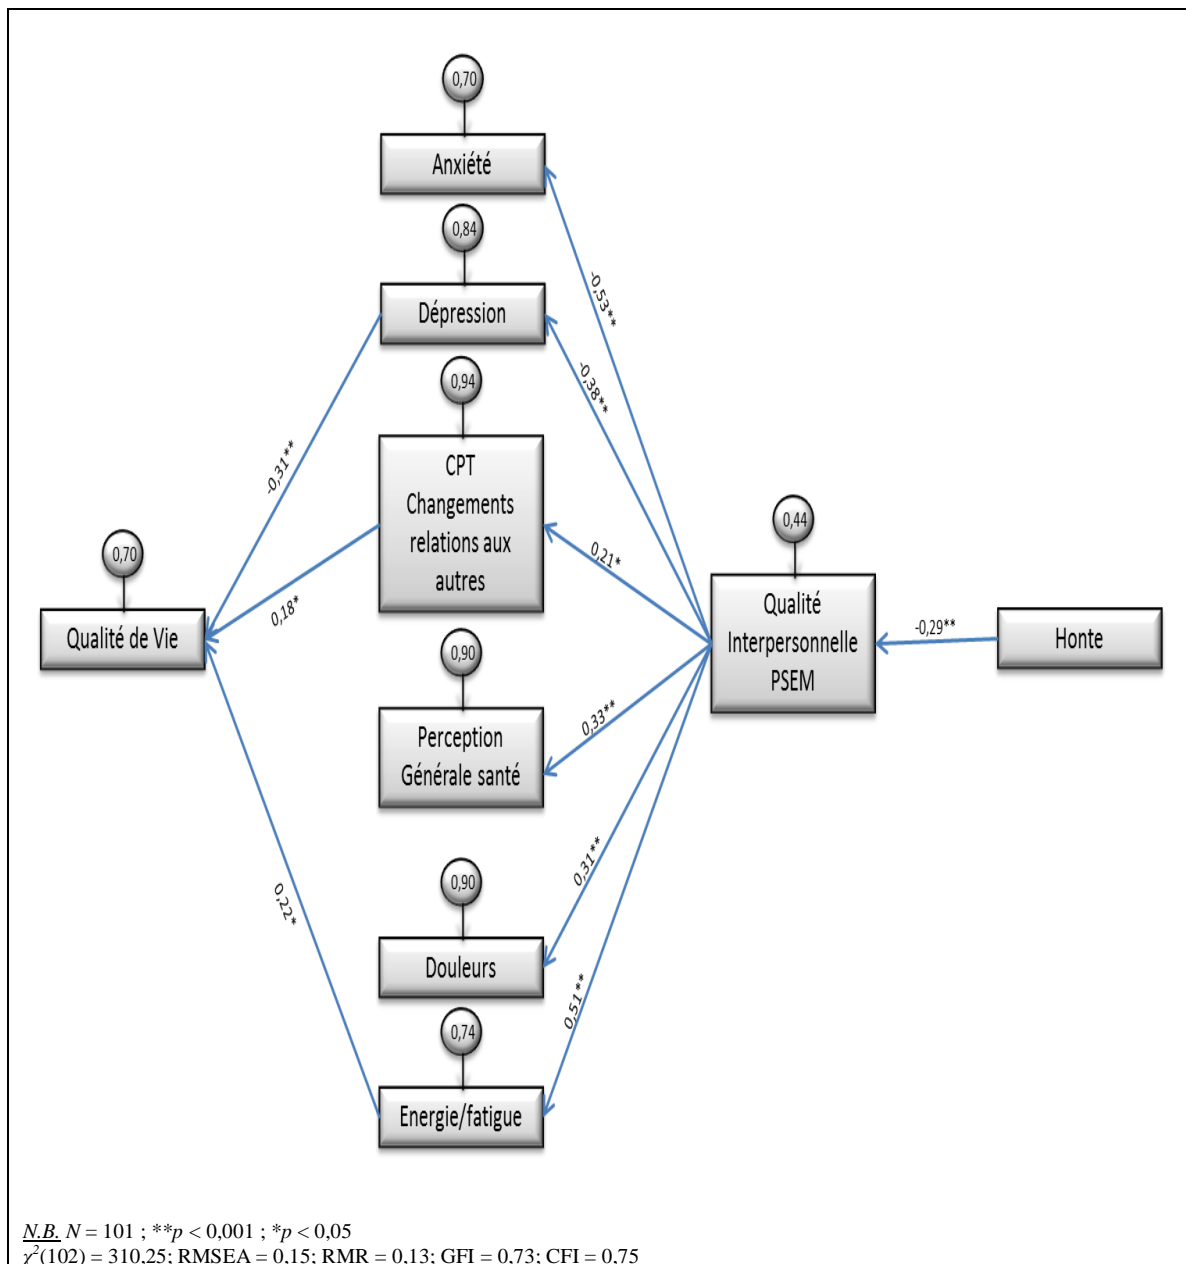 0,70
Anxiété
-0,53**
0,84
Dépression
-0,38**
-0,31**
0,94
CPT
Changements
relations aux
autres
0,21*
0,18*
0,44
Qualité
Interpersonnelle
PSEM
-0,29**
Honte
0,70
Qualité de Vie
0,90
Perception
Générale santé
0,33**
0,90
Douleurs
0,31**
0,22*
0,74
Energie/fatigue
0,51**
N.B. N = 101 ; **p < 0,001 ; *p < 0,05
χ²(102) = 310,25; RMSEA = 0,15; RMR = 0,13; GFI = 0,73; CFI = 0,75